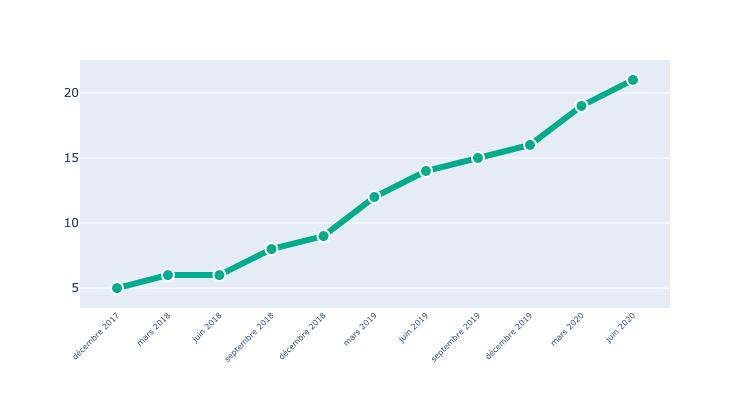 20
15
10
5
décembre 2017
mars 2018
juin 2018
septembre 2018
décembre 2018
mars 2019
juin 2019
septembre 2019
décembre 2019
mars 2020
juin 2020